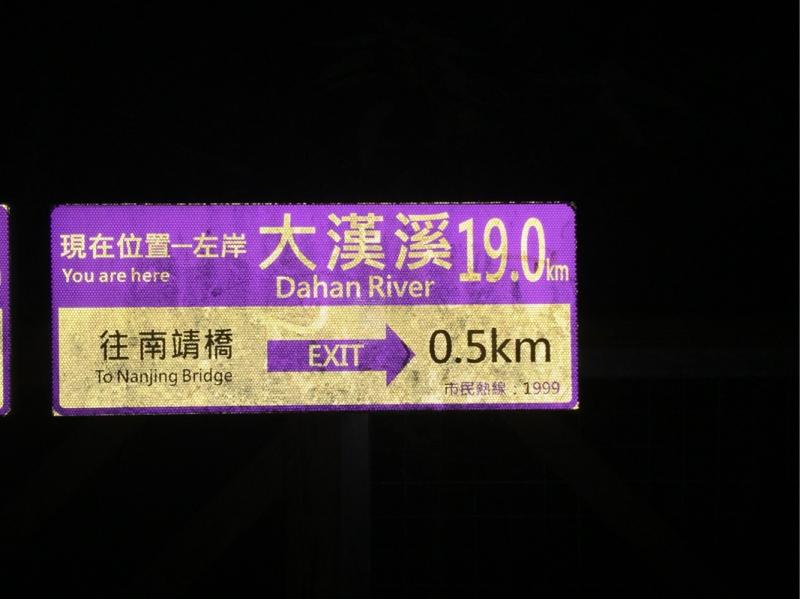 現在位置—左岸 大漢溪 19.0km
You are here Dahan River
往南靖橋 EXIT 0.5km
To Nanjing Bridge
市民熱線：1999